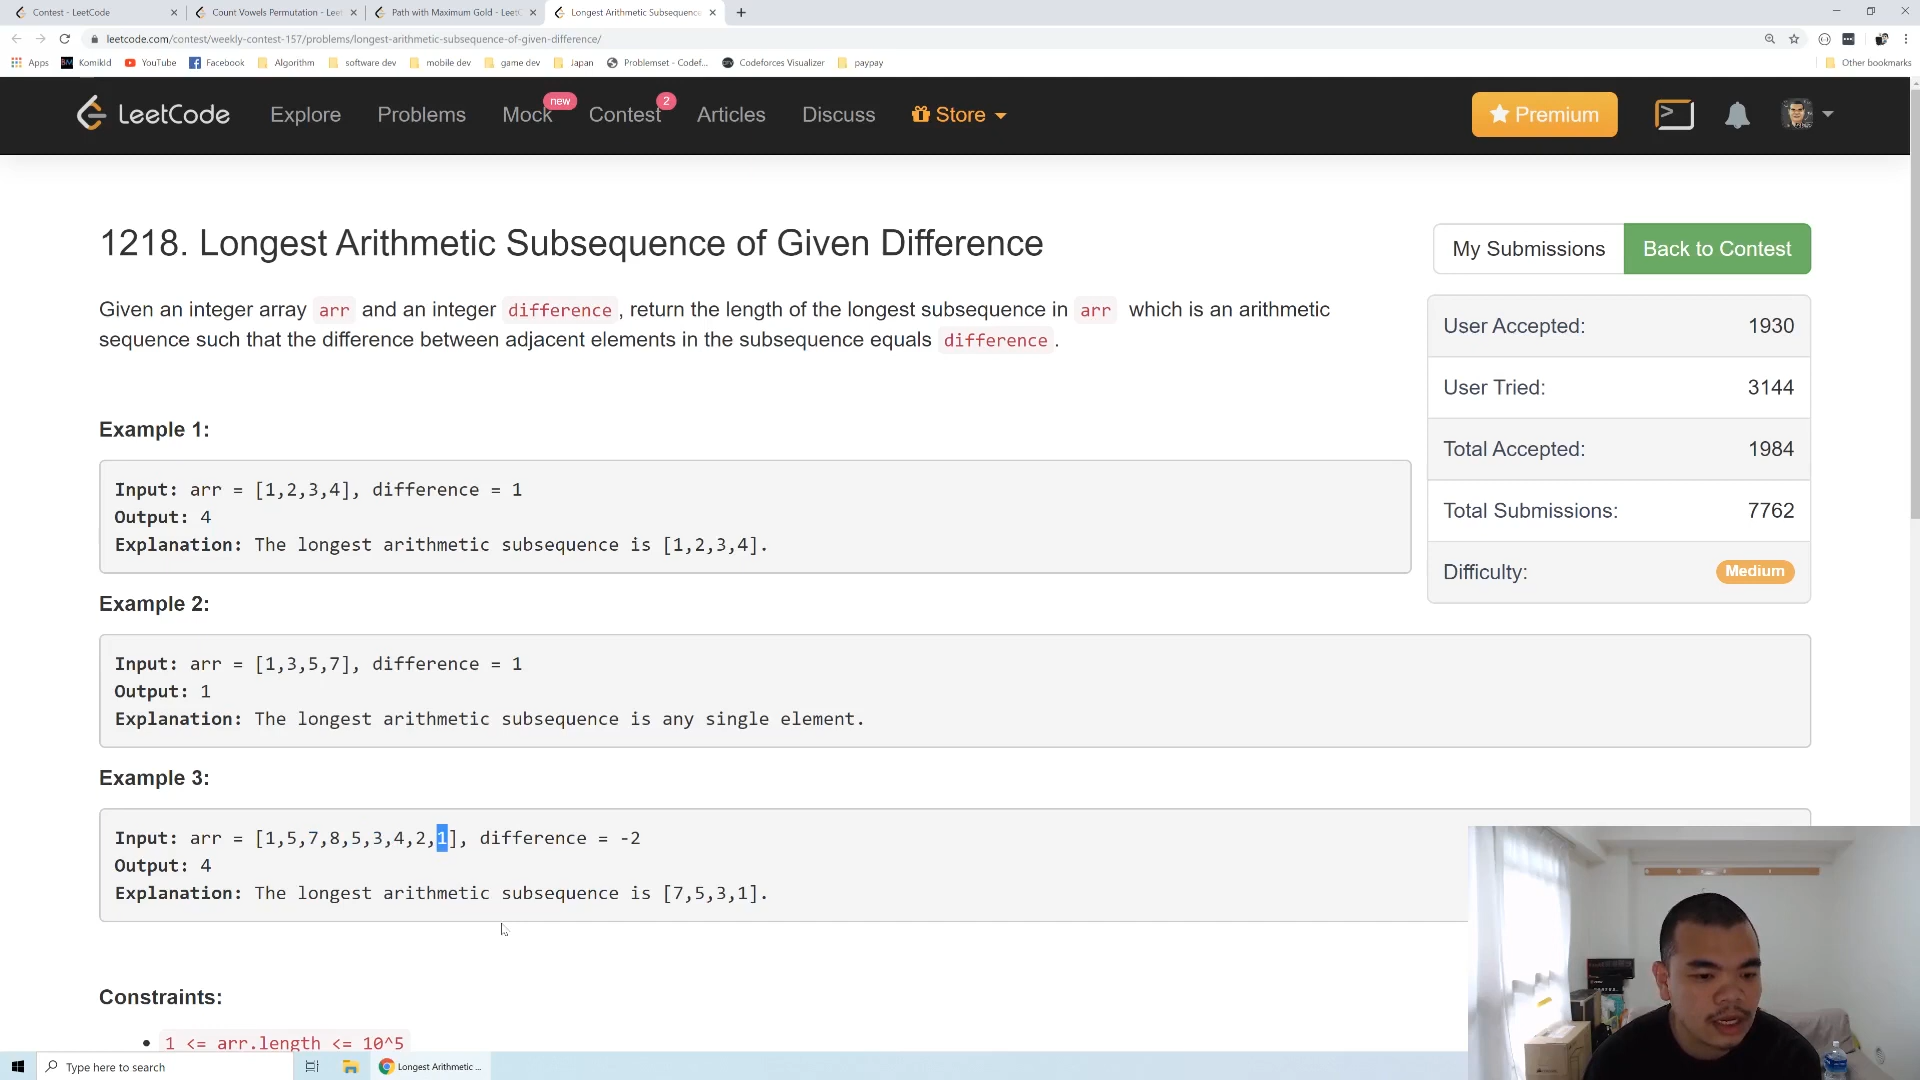 Contest - LeetCode
Count Vowels Permutation - Leet
Path with Maximum Gold - LeetC
Longest Arithmetic Subsequence
leetcode.com/contest/weekly-contest-157/problems/longest-arithmetic-subsequence-of-given-difference/
Apps Komikid YouTube Facebook Algorithm software dev mobile dev game dev Japan Problemset - Codef... Codeforces Visualizer paypay Other bookmarks
LeetCode Explore Problems Mock new Contest 2 Articles Discuss Store Premium
1218. Longest Arithmetic Subsequence of Given Difference
My Submissions Back to Contest
Given an integer array arr and an integer difference, return the length of the longest subsequence in arr which is an arithmetic
sequence such that the difference between adjacent elements in the subsequence equals difference.
User Accepted: 1930
User Tried: 3144
Total Accepted: 1984
Total Submissions: 7762
Difficulty: Medium
Example 1:
Input: arr = [1,2,3,4], difference = 1
Output: 4
Explanation: The longest arithmetic subsequence is [1,2,3,4].
Example 2:
Input: arr = [1,3,5,7], difference = 1
Output: 1
Explanation: The longest arithmetic subsequence is any single element.
Example 3:
Input: arr = [1,5,7,8,5,3,4,2,1], difference = -2
Output: 4
Explanation: The longest arithmetic subsequence is [7,5,3,1].
Constraints:
1 <= arr.length <= 10^5
Type here to search
Longest Arithmetic ...